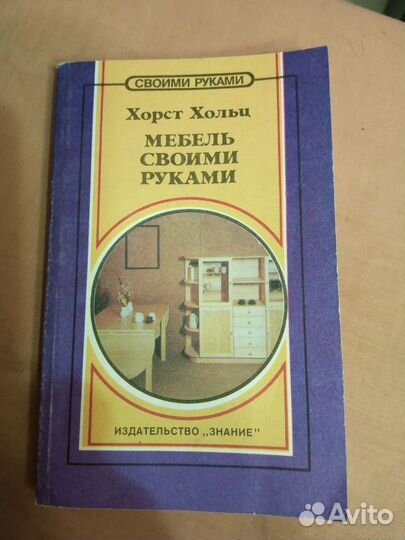 СВОИМИ РУКАМИ
Хорст Хольц
МЕБЕЛЬ
СВОИМИ
РУКАМИ
ИЗДАТЕЛЬСТВО „ЗНАНИЕ"
Avito